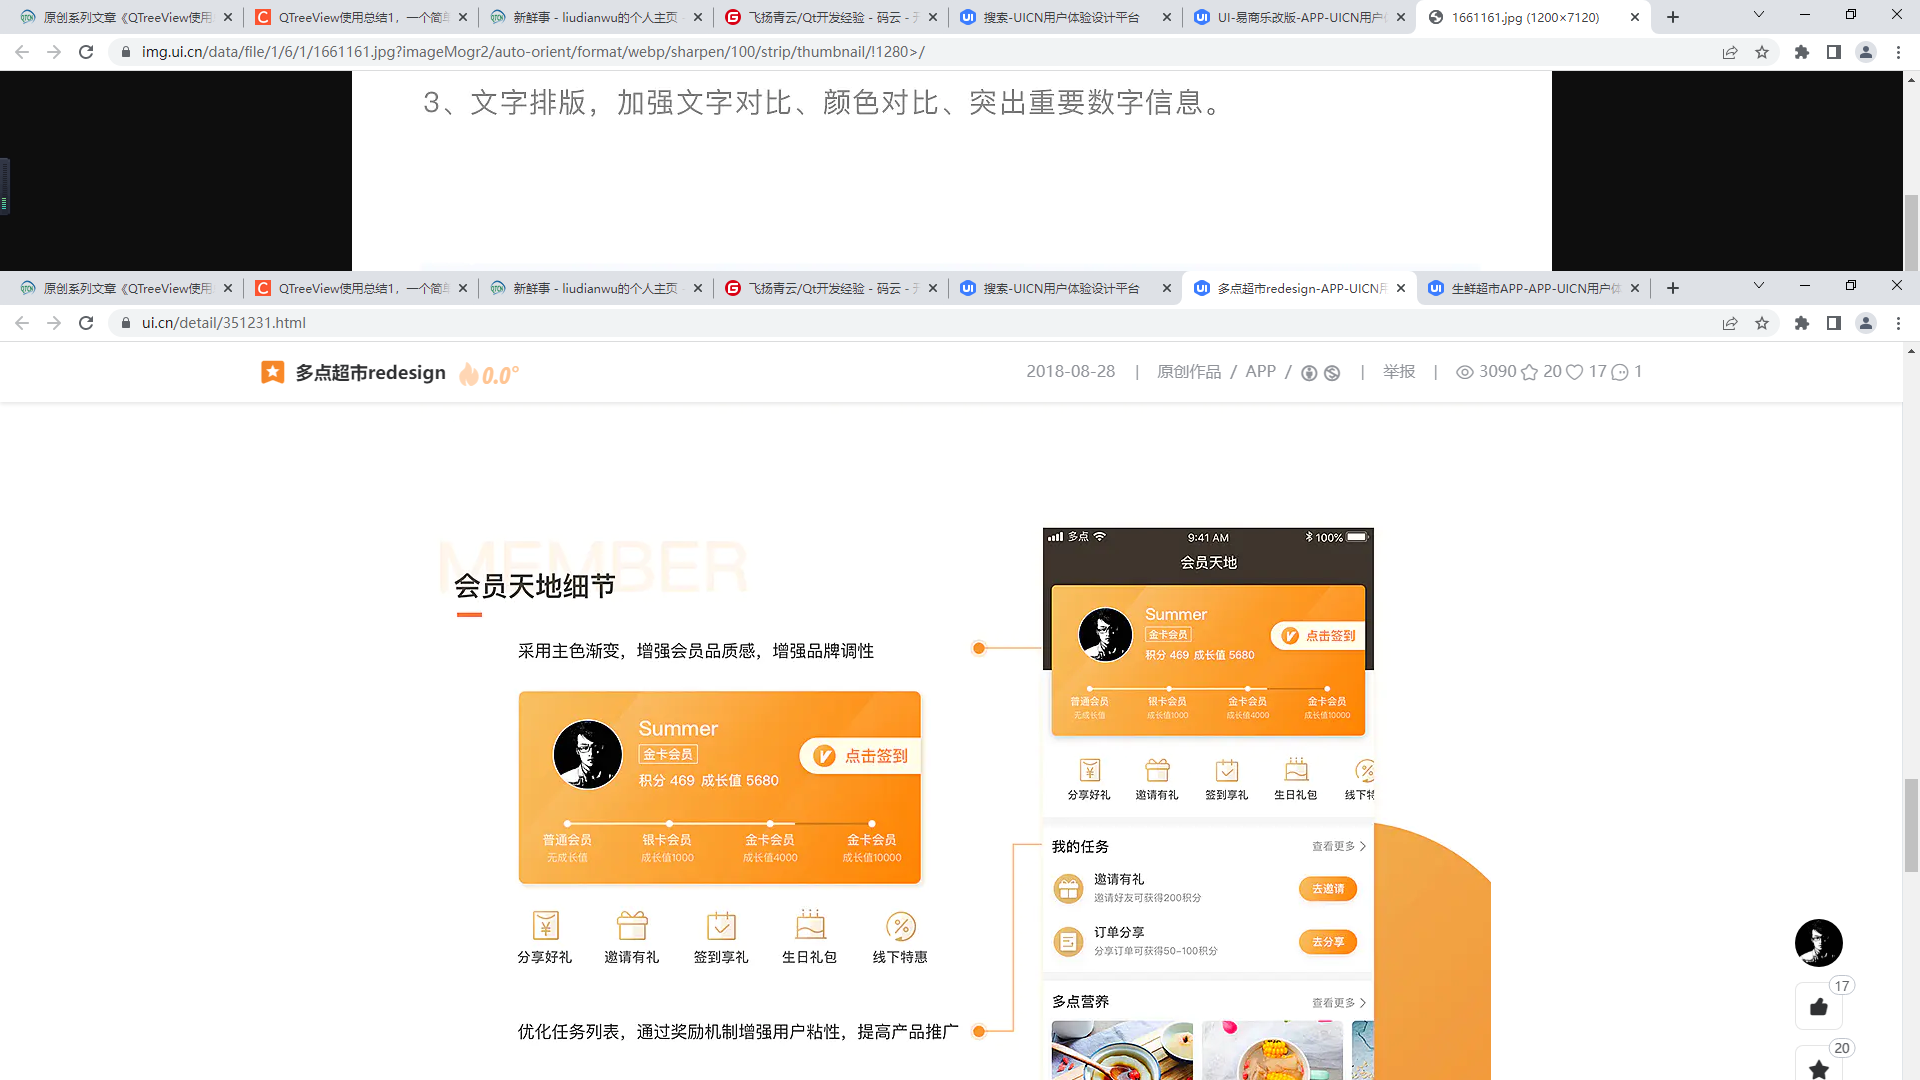 原创系列文章《QTreeView使用
QTreeView使用总结1，一个简单
新鲜事 - liudianwu的个人主页
飞扬青云/Qt开发经验 - 码云 - 开
搜索-UICN用户体验设计平台
UI-易商乐改版-APP-UICN用户体
1661161.jpg (1200×7120)
img.ui.cn/data/file/1/6/1/1661161.jpg?imageMogr2/auto-orient/format/webp/sharpen/100/strip/thumbnail/!1280>/
3、文字排版，加强文字对比、颜色对比、突出重要数字信息。
原创系列文章《QTreeView使用
QTreeView使用总结1，一个简单
新鲜事 - liudianwu的个人主页
飞扬青云/Qt开发经验 - 码云 - 开
搜索-UICN用户体验设计平台
多点超市redesign-APP-UICN用
生鲜超市APP-APP-UICN用户体
ui.cn/detail/351231.html
多点超市redesign 0.0°
2018-08-28 | 原创作品 / APP / | 举报 | 3090 20 17 1
MEMBER
会员天地细节
采用主色渐变，增强会员品质感，增强品牌调性
Summer
金卡会员
积分 469 成长值 5680
点击签到
普通会员 银卡会员 金卡会员 金卡会员
无成长值 成长值1000 成长值4000 成长值10000
分享好礼 邀请有礼 签到享礼 生日礼包 线下特惠
优化任务列表，通过奖励机制增强用户粘性，提高产品推广
多点 9:41 AM 100%
会员天地
Summer
金卡会员
积分 469 成长值 5680
点击签到
普通会员 银卡会员 金卡会员 金卡会员
无成长值 成长值1000 成长值4000 成长值10000
分享好礼 邀请有礼 签到享礼 生日礼包 线下特
我的任务 查看更多
邀请有礼
邀请好友可获得200积分
去邀请
订单分享
分享订单可获得50-100积分
去分享
多点营养 查看更多
17
20